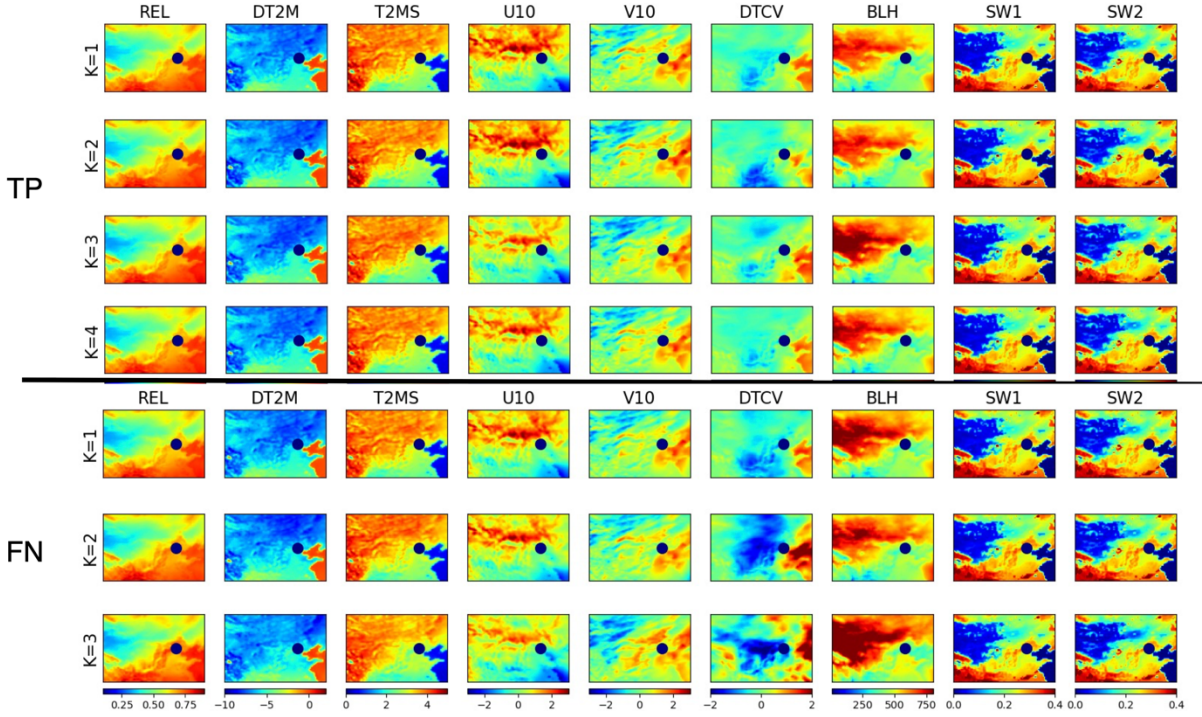 REL DT2M T2MS U10 V10 DTCV BLH SW1 SW2
K=1
K=2
TP
K=3
K=4
REL DT2M T2MS U10 V10 DTCV BLH SW1 SW2
K=1
FN
K=2
K=3
0.25 0.50 0.75 −10 −5 0 0 2 4 −2 0 2 −2 0 2 −2 0 2 250 500 750 0.0 0.2 0.4 0.0 0.2 0.4